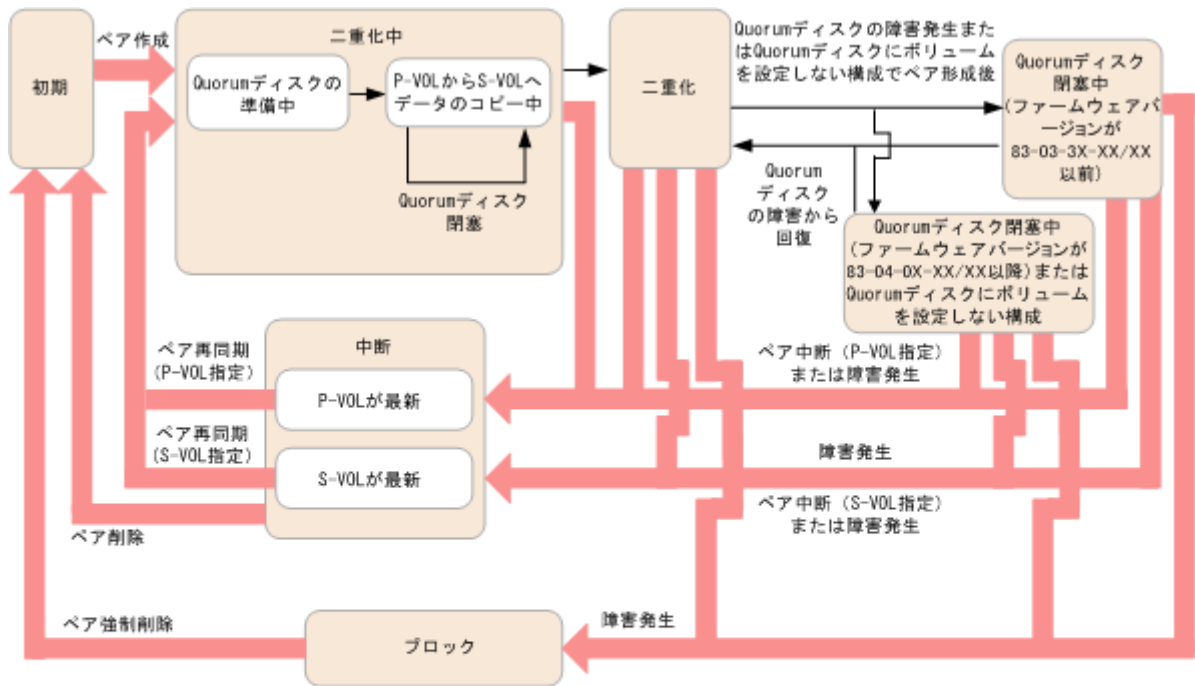 ペア作成
初期
二重化中
Quorumディスクの
準備中
P-VOLからS-VOLへ
データのコピー中
Quorumディスク
閉塞
二重化
Quorumディスクの障害発生また
はQuorumディスクにボリューム
を設定しない構成でペア形成後
Quorumディスク
閉塞中
(ファームウェアバ
ージョンが
83-03-3X-XX/XX
以前)
Quorum
ディスク
の障害から
回復
Quorumディスク閉塞中
(ファームウェアバージョンが
83-04-0X-XX/XX以降)または
Quorumディスクにボリューム
を設定しない構成
ペア再同期
(P-VOL指定)
中断
P-VOLが最新
ペア中断（P-VOL指定）
または障害発生
ペア再同期
(S-VOL指定)
S-VOLが最新
障害発生
ペア中断（S-VOL指定）
または障害発生
ペア削除
ペア強制削除
ブロック
障害発生